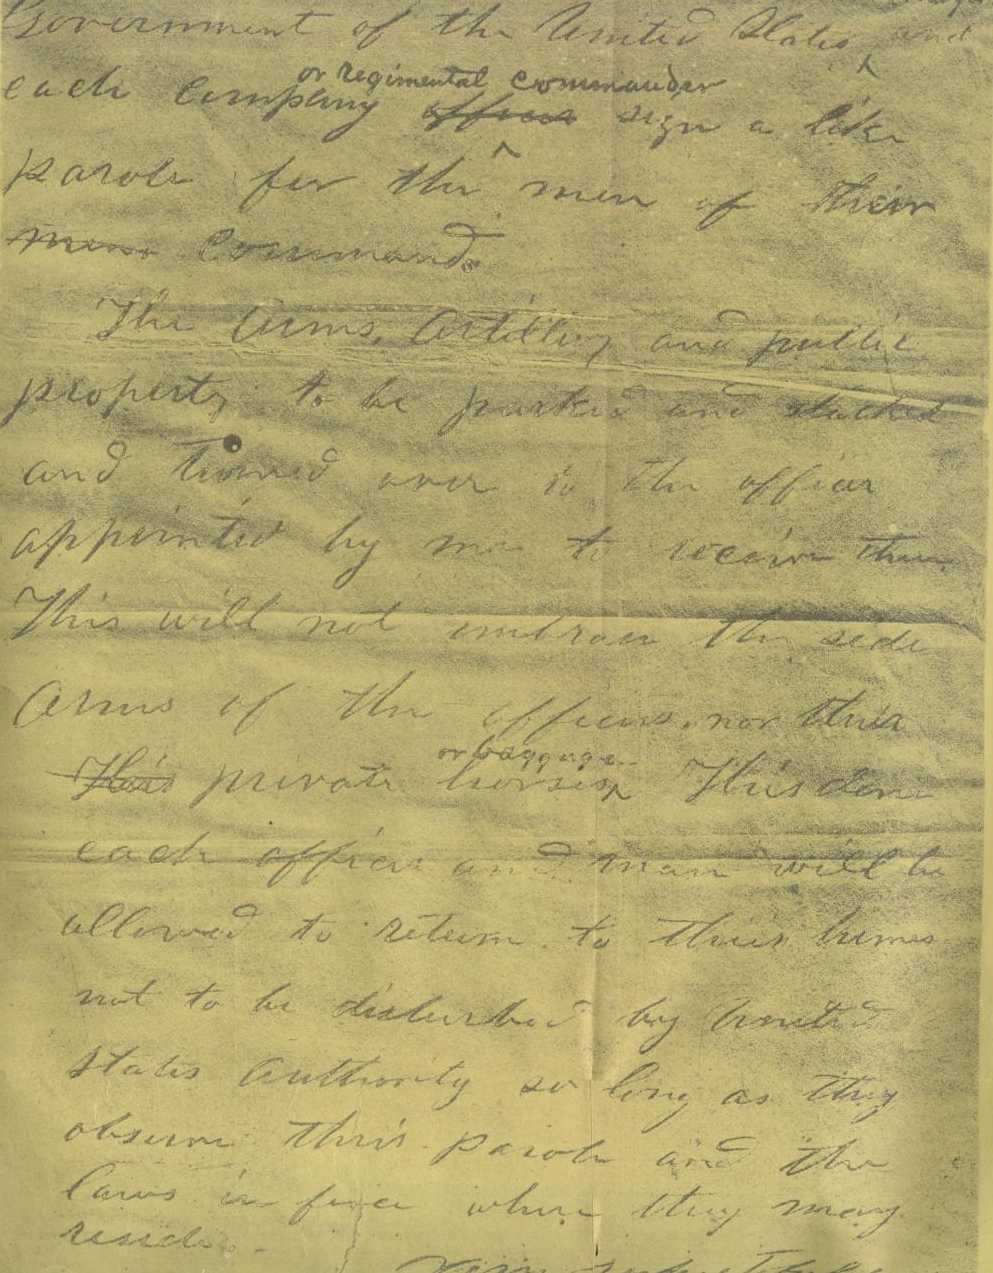 Government of the United States and
or regimental commander
each company officer sign a like
parole for the men of their
mens commands.
The Arms, Artillery and public
property to be parked and stacked
and turned over to the officer
appointed by me to receive them.
This will not embrace the side
Arms of the officers, nor their
or baggage.
This private horses This done
each officer and man will be
allowed to return to their homes
not to be disturbed by United
States Authority so long as they
observe their parole and the
laws in force where they may
reside.
Very respectfully